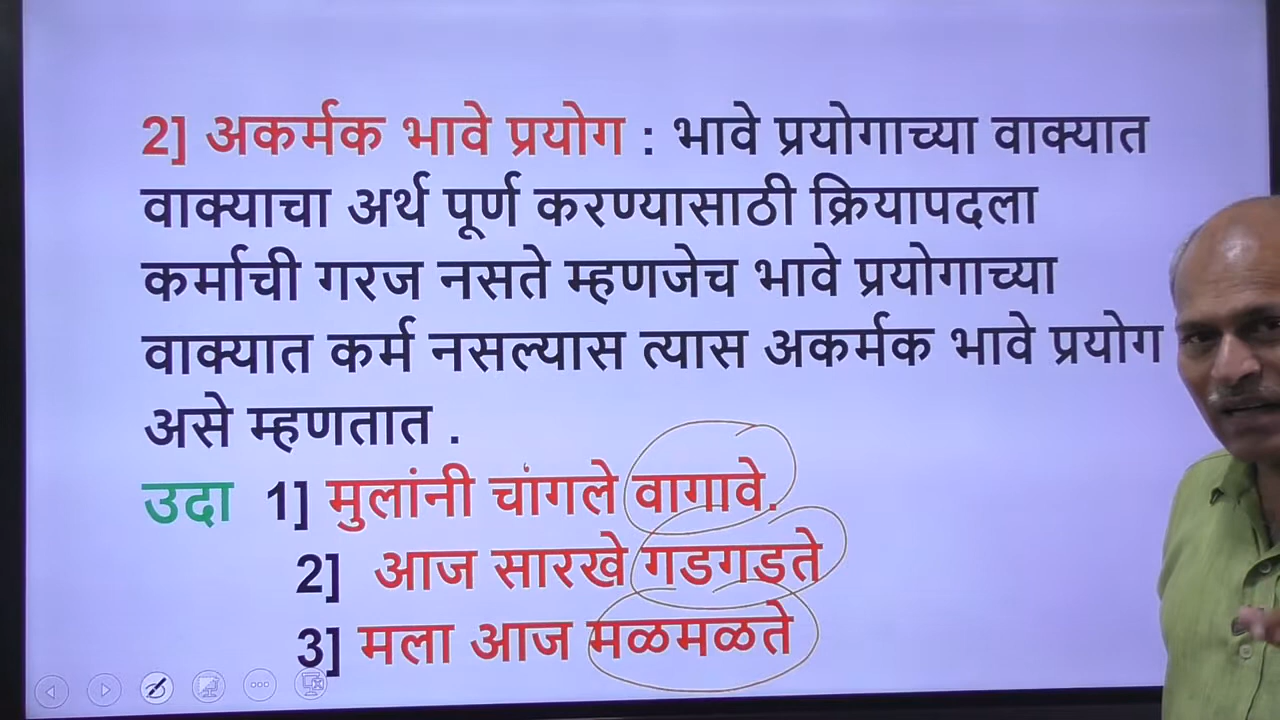 2] अकर्मक भावे प्रयोग : भावे प्रयोगाच्या वाक्यात
वाक्याचा अर्थ पूर्ण करण्यासाठी क्रियापदला
कर्माची गरज नसते म्हणजेच भावे प्रयोगाच्या
वाक्यात कर्म नसल्यास त्यास अकर्मक भावे प्रयोग
असे म्हणतात .
उदा 1] मुलांनी चांगले वागावे.
2] आज सारखे गडगडते
3] मला आज मळमळते